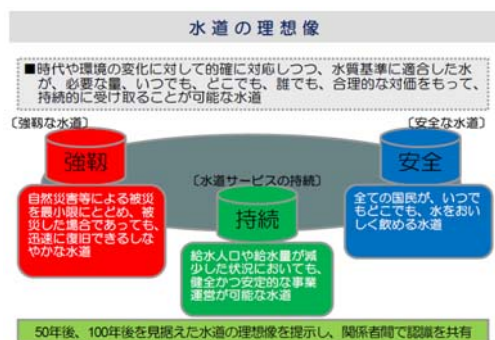 水道の理想像
■時代や環境の変化に対して的確に対応しつつ、水質基準に適合した水
が、必要な量、いつでも、どこでも、誰でも、合理的な対価をもって、
持続的に受け取ることが可能な水道
〔強靱な水道〕
〔安全な水道〕
強靱
安全
〔水道サービスの持続〕
持続
自然災害等による被災
を最小限にとどめ、被
災した場合であっても、
迅速に復旧できるしな
やかな水道
全ての国民が、いつで
もどこでも、水をおい
しく飲める水道
給水人口や給水量が減
少した状況においても、
健全かつ安定的な事業
運営が可能な水道
50年後、100年後を見据えた水道の理想像を提示し、関係者間で認識を共有